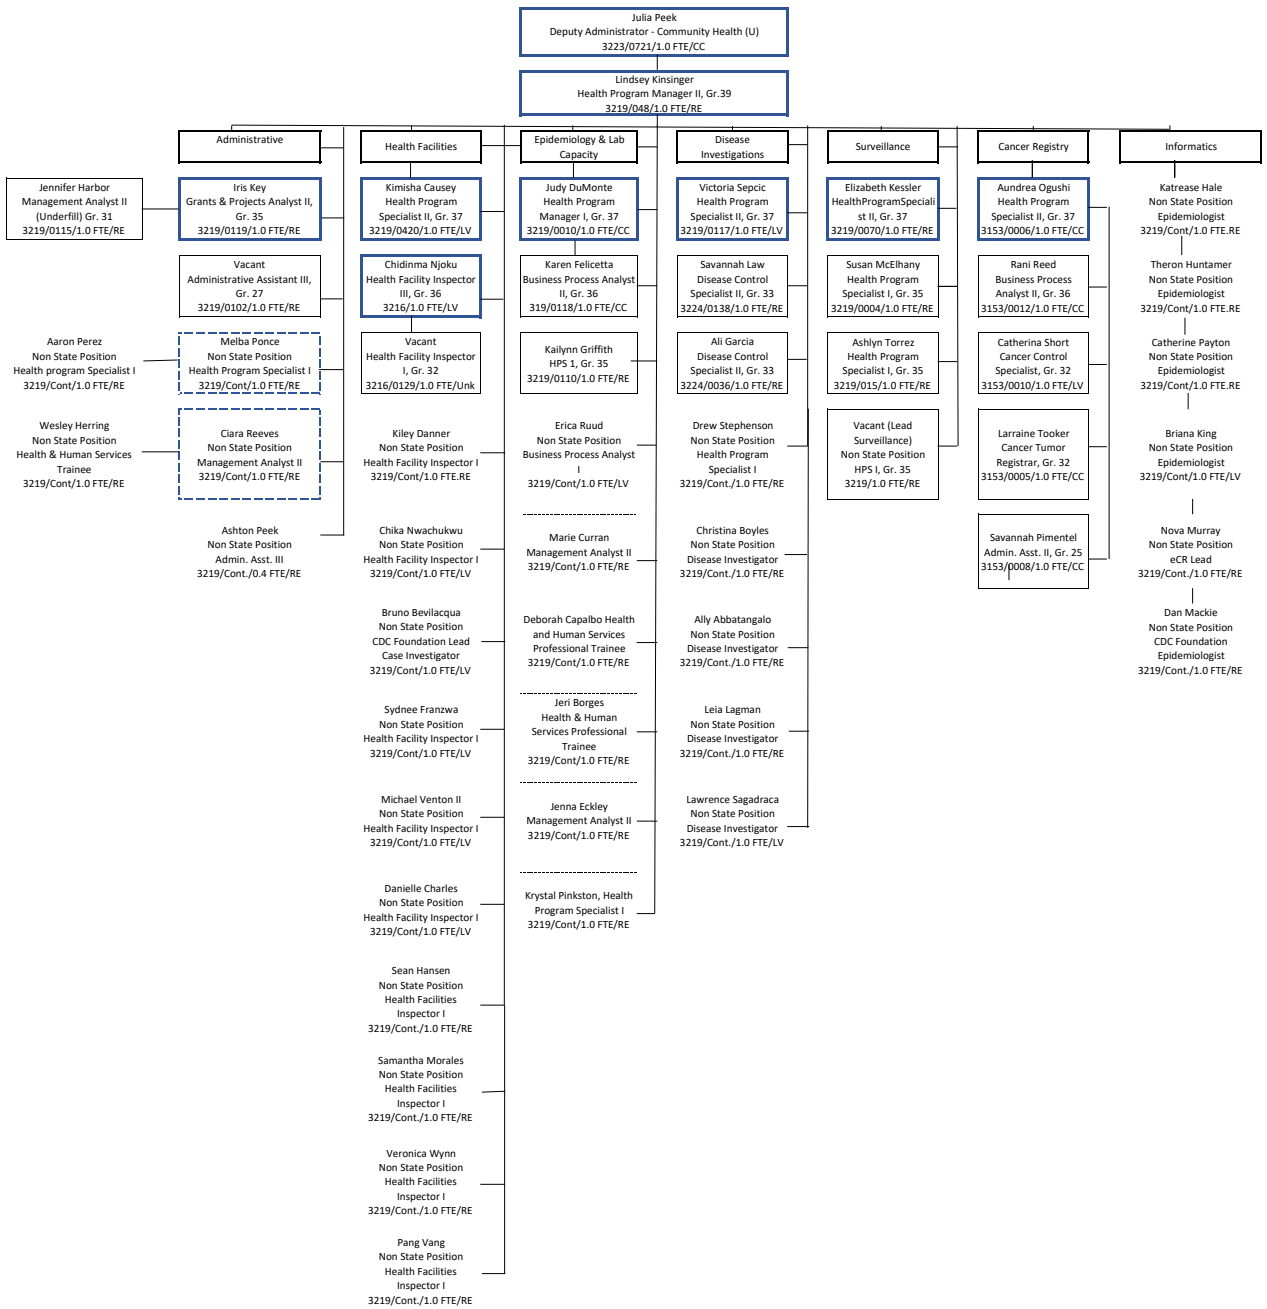 Julia Peek
Deputy Administrator - Community Health (U)
3223/0721/1.0 FTE/CC
Lindsey Kinsinger
Health Program Manager II, Gr.39
3219/048/1.0 FTE/RE
Administrative
Jennifer Harbor
Management Analyst II
(Underfill) Gr. 31
3219/0115/1.0 FTE/RE
Iris Key
Grants & Projects Analyst II,
Gr. 35
3219/0119/1.0 FTE/RE
Vacant
Administrative Assistant III,
Gr. 27
3219/0102/1.0 FTE/RE
Aaron Perez
Non State Position
Health program Specialist I
3219/Cont/1.0 FTE/RE
Melba Ponce
Non State Position
Health Program Specialist I
3219/Cont/1.0 FTE/RE
Wesley Herring
Non State Position
Health & Human Services
Trainee
3219/Cont/1.0 FTE/RE
Ciara Reeves
Non State Position
Management Analyst II
3219/Cont/1.0 FTE/RE
Ashton Peek
Non State Position
Admin. Asst. III
3219/Cont./0.4 FTE/RE
Health Facilities
Kimisha Causey
Health Program
Specialist II, Gr. 37
3219/0420/1.0 FTE/LV
Chidinma Njoku
Health Facility Inspector
III, Gr. 36
3216/1.0 FTE/LV
Vacant
Health Facility Inspector
I, Gr. 32
3216/0129/1.0 FTE/Unk
Kiley Danner
Non State Position
Health Facility Inspector I
3219/Cont/1.0 FTE.RE
Chika Nwachukwu
Non State Position
Health Facility Inspector I
3219/Cont/1.0 FTE/LV
Bruno Bevilacqua
Non State Position
CDC Foundation Lead
Case Investigator
3219/Cont/1.0 FTE/LV
Sydnee Franzwa
Non State Position
Health Facility Inspector I
3219/Cont/1.0 FTE/LV
Michael Venton II
Non State Position
Health Facility Inspector I
3219/Cont/1.0 FTE/LV
Danielle Charles
Non State Position
Health Facility Inspector I
3219/Cont/1.0 FTE/LV
Sean Hansen
Non State Position
Health Facilities
Inspector I
3219/Cont./1.0 FTE/RE
Samantha Morales
Non State Position
Health Facilities
Inspector I
3219/Cont./1.0 FTE/RE
Veronica Wynn
Non State Position
Health Facilities
Inspector I
3219/Cont./1.0 FTE/RE
Pang Vang
Non State Position
Health Facilities
Inspector I
3219/Cont./1.0 FTE/RE
Epidemiology & Lab
Capacity
Judy DuMonte
Health Program
Manager I, Gr. 37
3219/0010/1.0 FTE/CC
Karen Felicetta
Business Process Analyst
II, Gr. 36
319/0118/1.0 FTE/CC
Kailynn Griffith
HPS 1, Gr. 35
3219/0110/1.0 FTE/RE
Erica Ruud
Non State Position
Business Process Analyst
I
3219/Cont/1.0 FTE/LV
Marie Curran
Management Analyst II
3219/Cont/1.0 FTE/RE
Deborah Capalbo Health
and Human Services
Professional Trainee
3219/Cont/1.0 FTE/RE
Jeri Borges
Health & Human
Services Professional
Trainee
3219/Cont/1.0 FTE/RE
Jenna Eckley
Management Analyst II
3219/Cont/1.0 FTE/RE
Krystal Pinkston, Health
Program Specialist I
3219/Cont/1.0 FTE/RE
Disease
Investigations
Victoria Sepcic
Health Program
Specialist II, Gr. 37
3219/0117/1.0 FTE/LV
Savannah Law
Disease Control
Specialist II, Gr. 33
3224/0138/1.0 FTE/RE
Ali Garcia
Disease Control
Specialist II, Gr. 33
3224/0036/1.0 FTE/RE
Drew Stephenson
Non State Position
Health Program
Specialist I
3219/Cont./1.0 FTE/RE
Christina Boyles
Non State Position
Disease Investigator
3219/Cont./1.0 FTE/RE
Ally Abbatangalo
Non State Position
Disease Investigator
3219/Cont./1.0 FTE/RE
Leia Lagman
Non State Position
Disease Investigator
3219/Cont./1.0 FTE/RE
Lawrence Sagadraca
Non State Position
Disease Investigator
3219/Cont./1.0 FTE/LV
Surveillance
Elizabeth Kessler
HealthProgramSpeciali
st II, Gr. 37
3219/0070/1.0 FTE/RE
Susan McElhany
Health Program
Specialist I, Gr. 35
3219/0004/1.0 FTE/RE
Ashlyn Torrez
Health Program
Specialist I, Gr. 35
3219/015/1.0 FTE/RE
Vacant (Lead
Surveillance)
Non State Position
HPS I, Gr. 35
3219/1.0 FTE/RE
Cancer Registry
Aundrea Ogushi
Health Program
Specialist II, Gr. 37
3153/0006/1.0 FTE/CC
Rani Reed
Business Process
Analyst II, Gr. 36
3153/0012/1.0 FTE/CC
Catherina Short
Cancer Control
Specialist, Gr. 32
3153/0010/1.0 FTE/LV
Larraine Tooker
Cancer Tumor
Registrar, Gr. 32
3153/0005/1.0 FTE/CC
Savannah Pimentel
Admin. Asst. II, Gr. 25
3153/0008/1.0 FTE/CC
Informatics
Katrease Hale
Non State Position
Epidemiologist
3219/Cont/1.0 FTE.RE
Theron Huntamer
Non State Position
Epidemiologist
3219/Cont/1.0 FTE/RE
Catherine Payton
Non State Position
Epidemiologist
3219/Cont/1.0 FTE.RE
Briana King
Non State Position
Epidemiologist
3219/Cont/1.0 FTE/LV
Nova Murray
Non State Position
eCR Lead
3219/Cont./1.0 FTE/RE
Dan Mackie
Non State Position
CDC Foundation
Epidemiologist
3219/Cont./1.0 FTE/RE